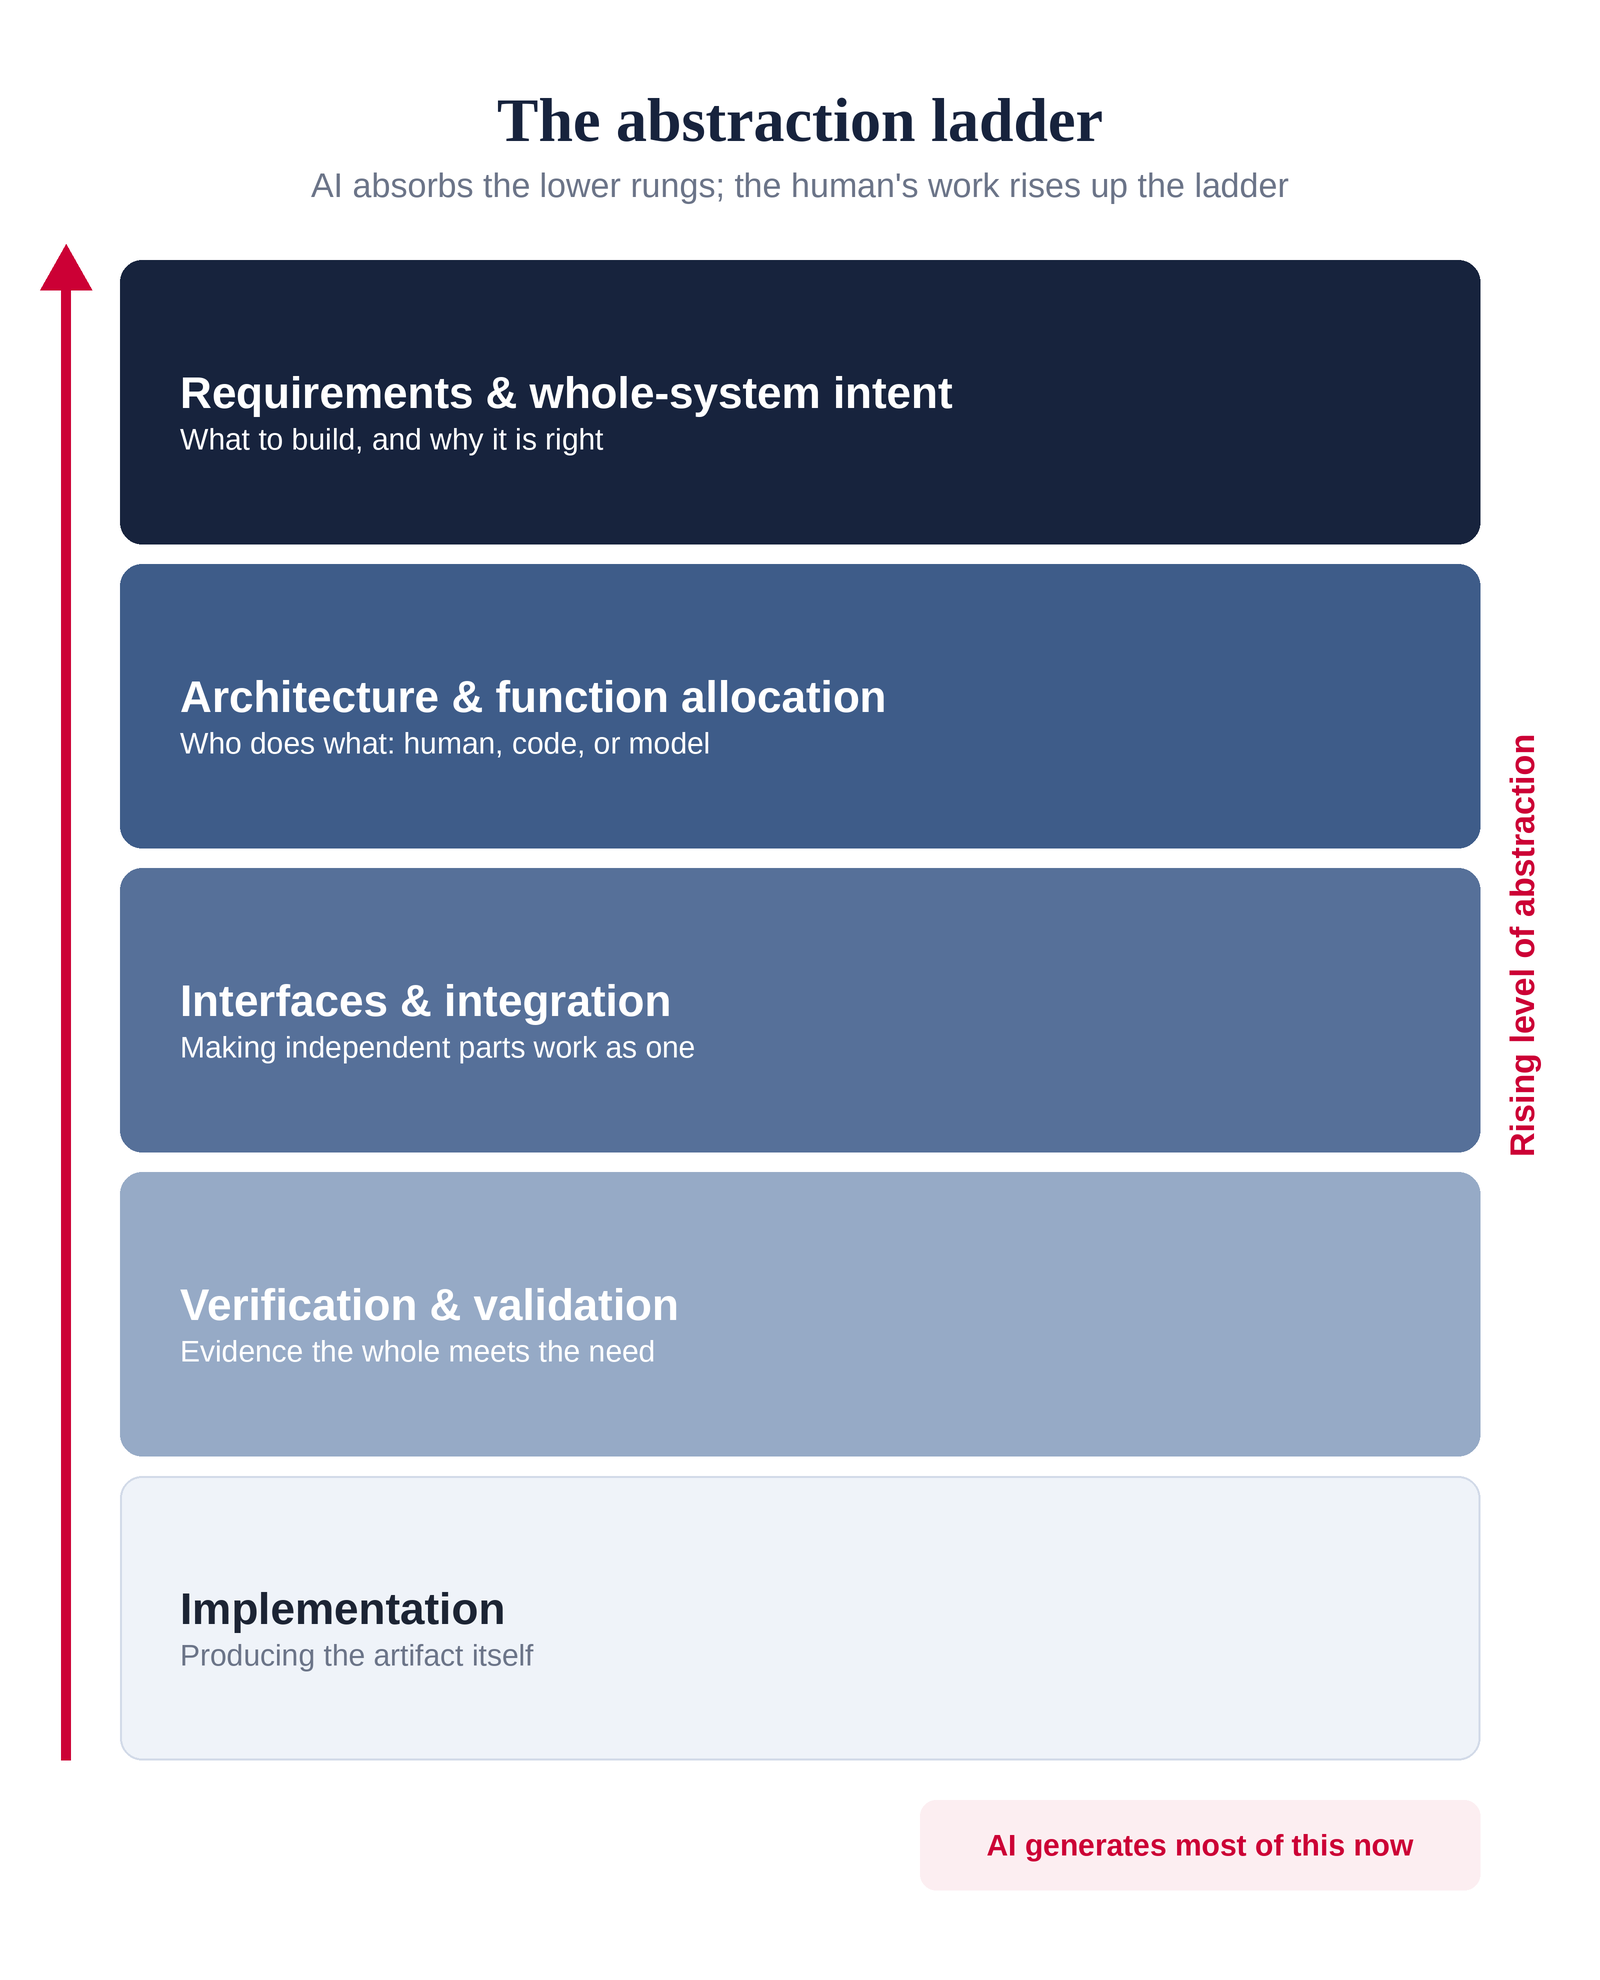 The abstraction ladder
AI absorbs the lower rungs; the human's work rises up the ladder
Requirements & whole-system intent
What to build, and why it is right
Architecture & function allocation
Who does what: human, code, or model
Interfaces & integration
Making independent parts work as one
Verification & validation
Evidence the whole meets the need
Implementation
Producing the artifact itself
Rising level of abstraction
AI generates most of this now